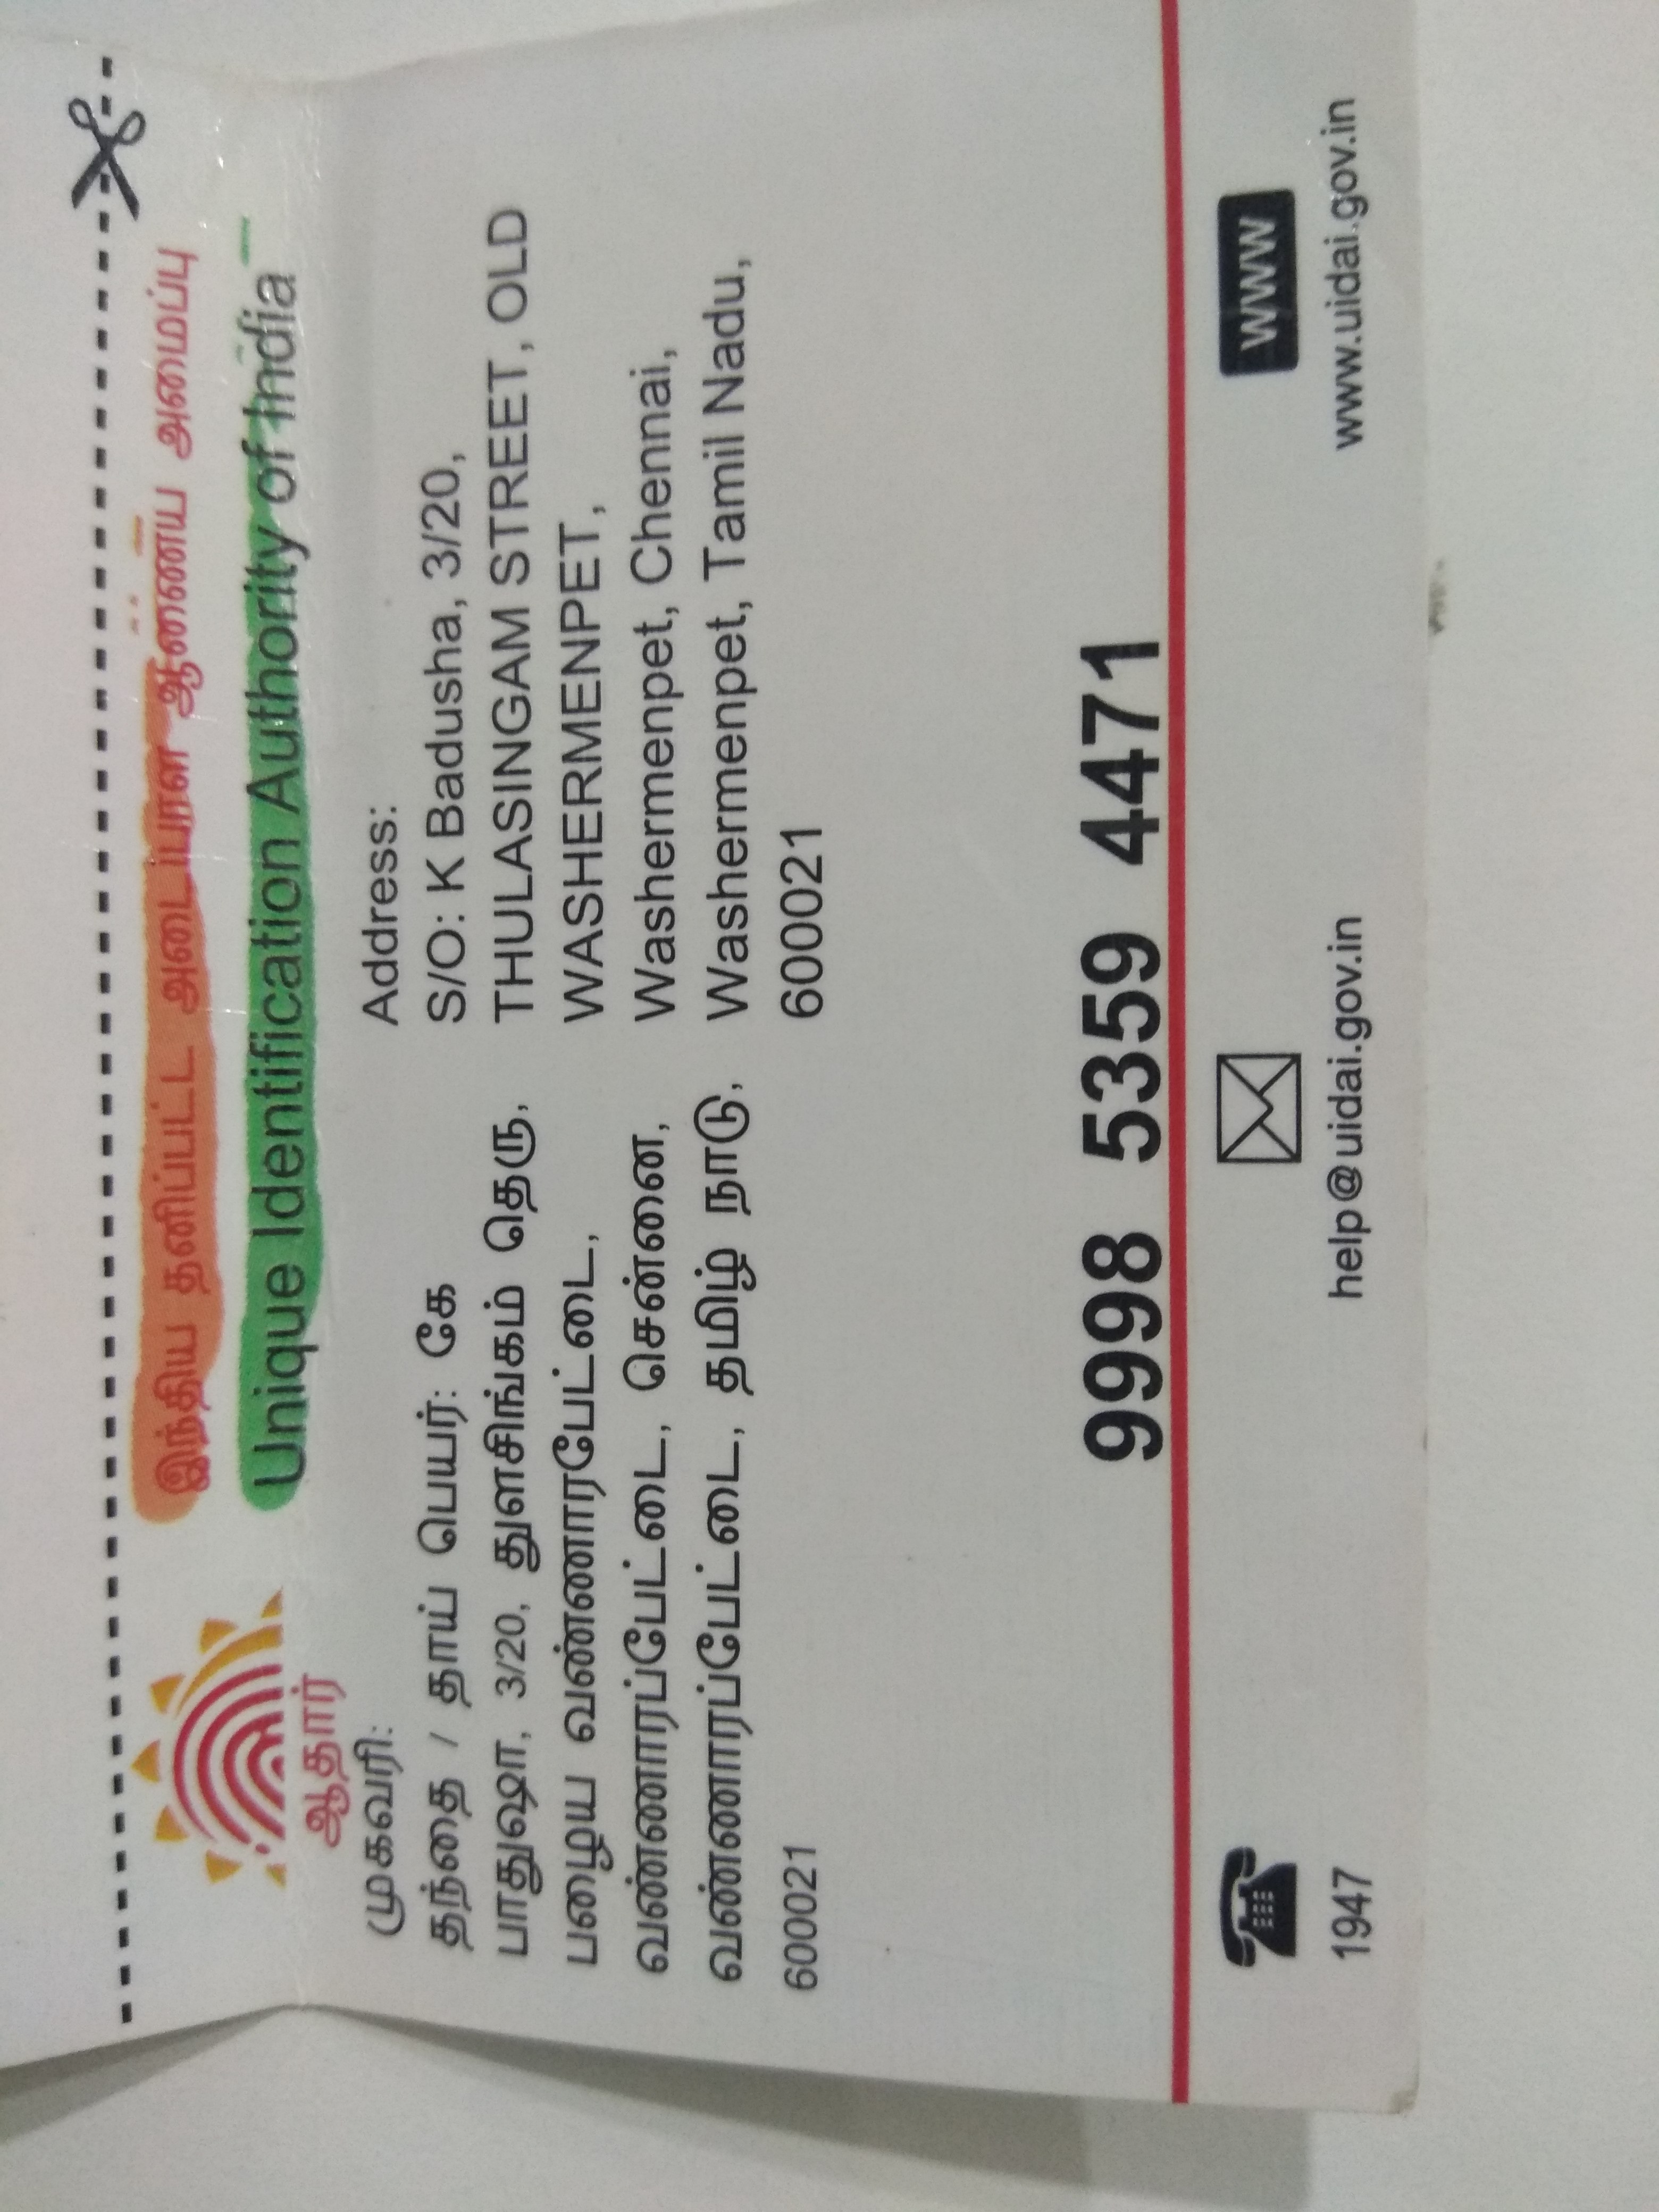 இந்திய தனிப்பட்ட அடையாள ஆணைய அமைப்பு
Unique Identification Authority of India
ஆதார்
முகவரி:
தந்தை / தாய் பெயர்: கே
பாதுஷா, 3/20, துளசிங்கம் தெரு,
பழைய வண்ணாரபேட்டை,
வண்ணாரப்பேட்டை, சென்னை,
வண்ணாரப்பேட்டை, தமிழ் நாடு,
600021
Address:
S/O: K Badusha, 3/20,
THULASINGAM STREET, OLD
WASHERMENPET,
Washermenpet, Chennai,
Washermenpet, Tamil Nadu,
600021
9998 5359 4471
1947
help@uidai.gov.in
WWW
www.uidai.gov.in